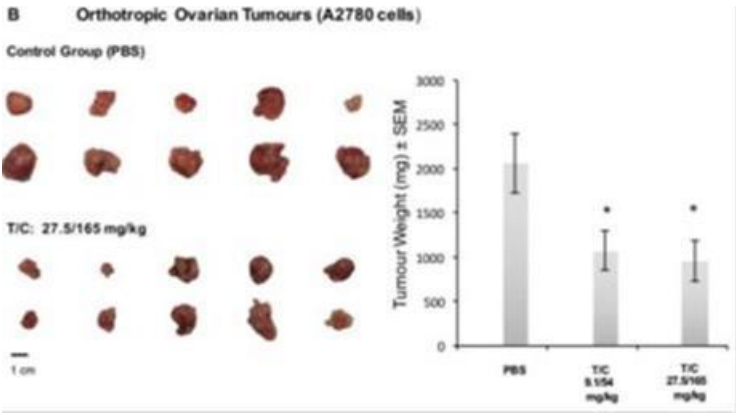 B Orthotropic Ovarian Tumours (A2780 cells)
Control Group (PBS)
T/C: 27.5/165 mg/kg
1 cm
Tumour Weight (mg) ± SEM
3000
2500
2000
1500
1000
500
0
* *
PBS
T/C
9.1/54
mg/kg
T/C
27.5/165
mg/kg